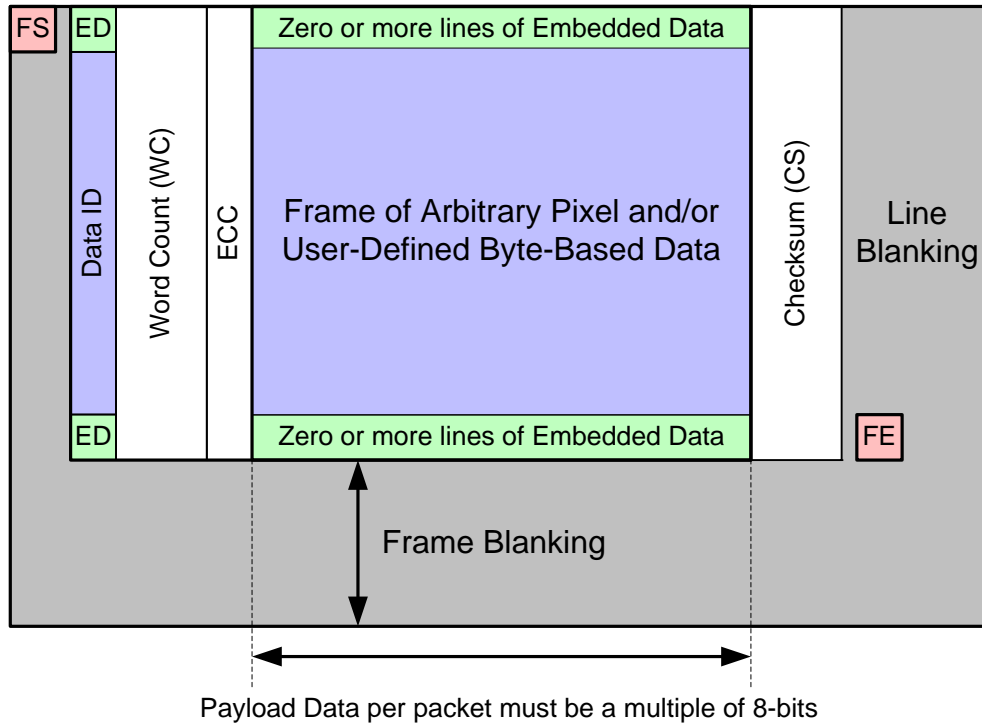 FS
ED
Zero or more lines of Embedded Data
Data ID
Word Count (WC)
ECC
Frame of Arbitrary Pixel and/or
User-Defined Byte-Based Data
Checksum (CS)
Line
Blanking
ED
Zero or more lines of Embedded Data
FE
Frame Blanking
Payload Data per packet must be a multiple of 8-bits